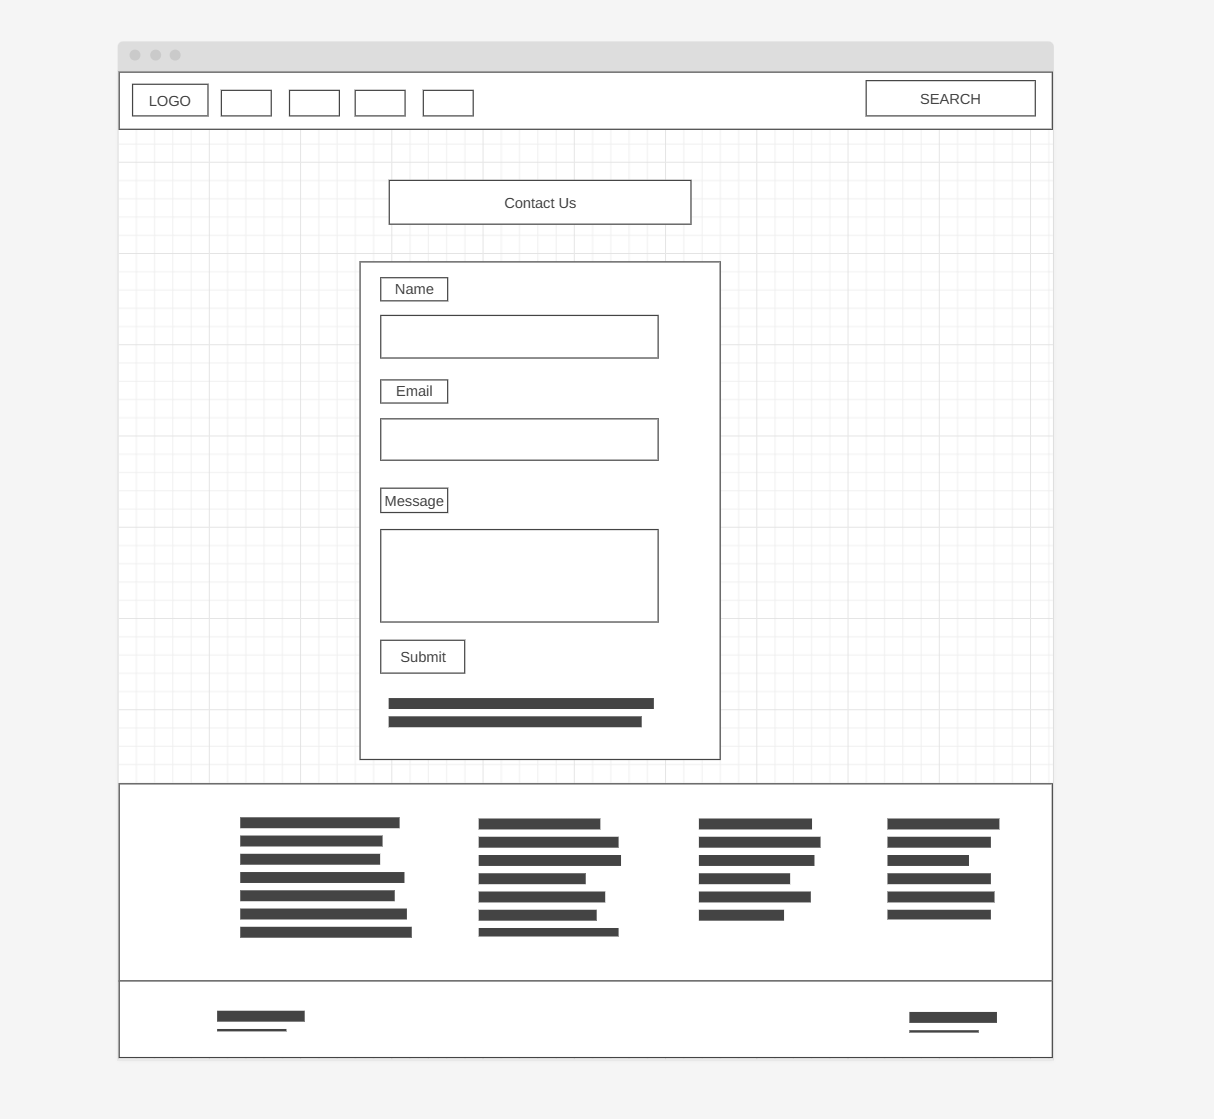 LOGO
SEARCH
Contact Us
Name
Email
Message
Submit